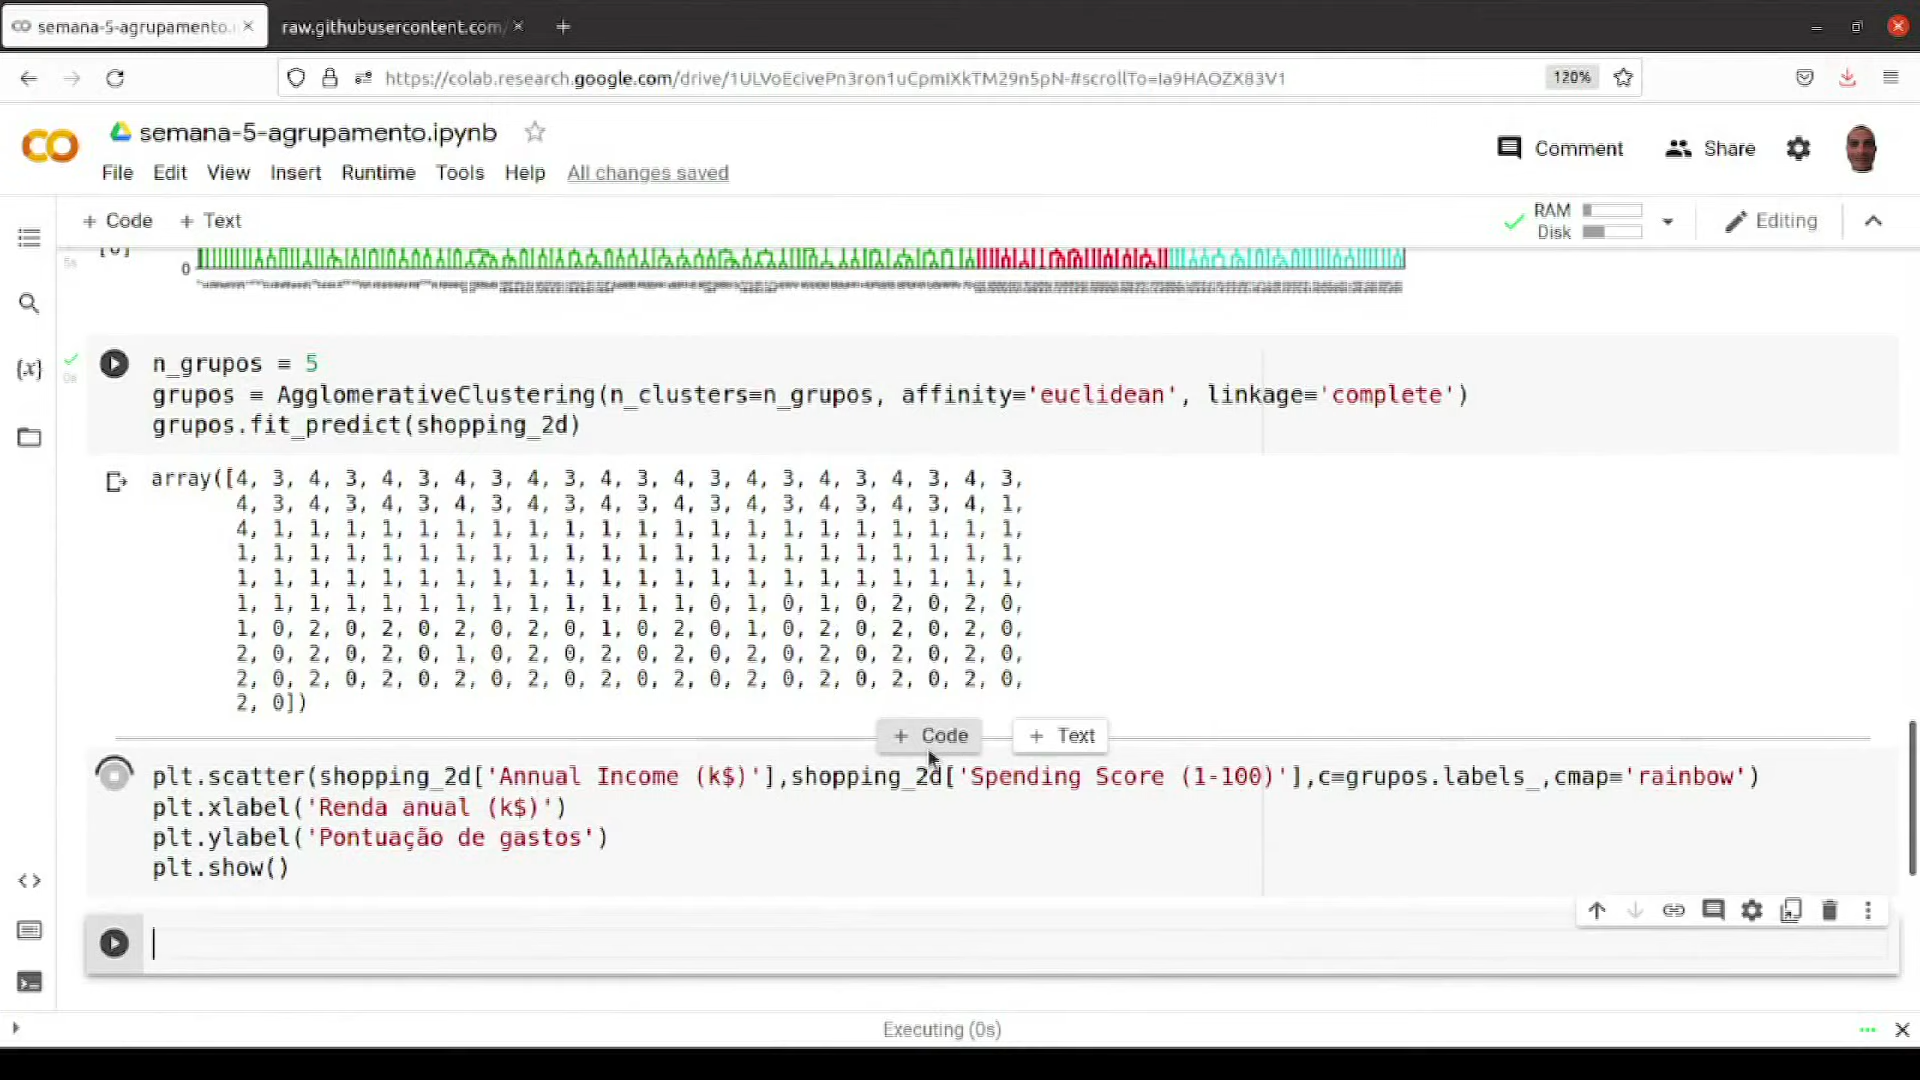 semana-5-agrupamento.
raw.githubusercontent.com/
https://colab.research.google.com/drive/1ULVoEcivePn3ron1uCpmIXkTM29n5pN-#scrollTo=Ia9HAOZX83V1
120%
CO
semana-5-agrupamento.ipynb
Comment
Share
File Edit View Insert Runtime Tools Help All changes saved
+ Code + Text
RAM
Disk
Editing
5s
0
n_grupos = 5
0s
grupos = AgglomerativeClustering(n_clusters=n_grupos, affinity='euclidean', linkage='complete')
grupos.fit_predict(shopping_2d)
array([4, 3, 4, 3, 4, 3, 4, 3, 4, 3, 4, 3, 4, 3, 4, 3, 4, 3, 4, 3, 4, 3,
4, 3, 4, 3, 4, 3, 4, 3, 4, 3, 4, 3, 4, 3, 4, 3, 4, 3, 4, 1,
4, 1, 1, 1, 1, 1, 1, 1, 1, 1, 1, 1, 1, 1, 1, 1, 1, 1, 1, 1,
1, 1, 1, 1, 1, 1, 1, 1, 1, 1, 1, 1, 1, 1, 1, 1, 1, 1, 1, 1,
1, 1, 1, 1, 1, 1, 1, 1, 1, 1, 1, 1, 1, 1, 1, 1, 1, 1, 1, 1,
1, 1, 1, 1, 1, 1, 1, 1, 1, 1, 1, 1, 1, 0, 1, 0, 1, 0, 2, 0, 2, 0,
1, 0, 2, 0, 2, 0, 2, 0, 2, 0, 1, 0, 2, 0, 1, 0, 2, 0, 2, 0, 2, 0,
2, 0, 2, 0, 2, 0, 1, 0, 2, 0, 2, 0, 2, 0, 2, 0, 2, 0, 2, 0, 2, 0,
2, 0, 2, 0, 2, 0, 2, 0, 2, 0, 2, 0, 2, 0, 2, 0, 2, 0, 2, 0, 2, 0,
2, 0])
+ Code + Text
plt.scatter(shopping_2d['Annual Income (k$)'],shopping_2d['Spending Score (1-100)'],c=grupos.labels_,cmap='rainbow')
plt.xlabel('Renda anual (k$)')
plt.ylabel('Pontuação de gastos')
plt.show()
Executing (0s)